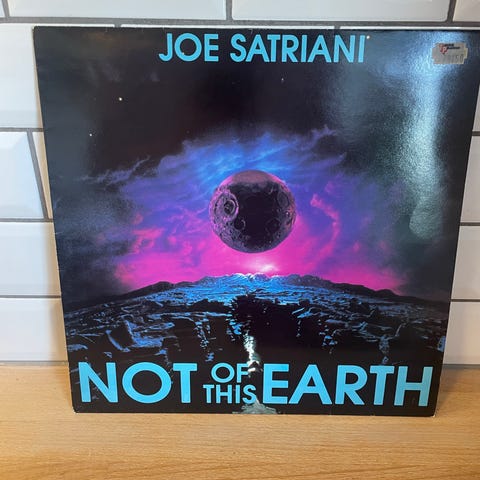 JOE SATRIANI
NOT OF THIS EARTH